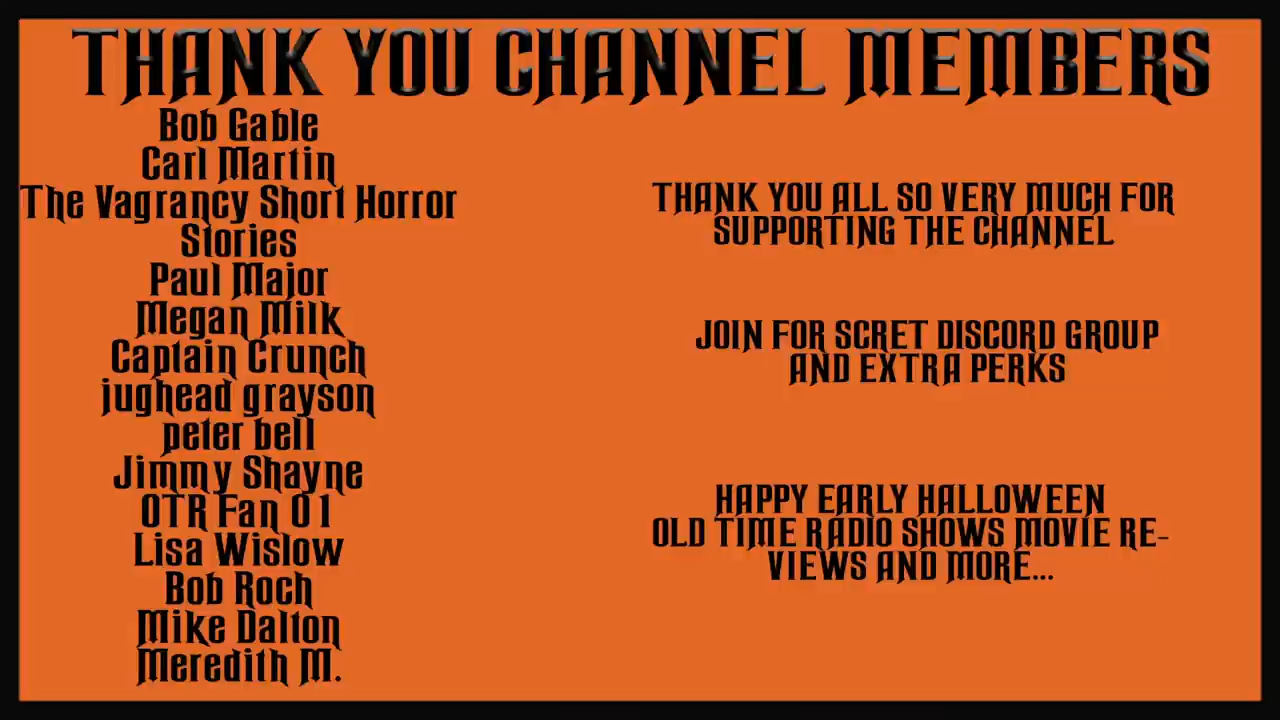 THANK YOU CHANNEL MEMBERS
Bob Gable
Carl Martin
The Vagrancy Short Horror
Stories
Paul Major
Megan Milk
Captain Crunch
jughead grayson
peter bell
Jimmy Shayne
OTR Fan 01
Lisa Wislow
Bob Roch
Mike Dalton
Meredith M.
THANK YOU ALL SO VERY MUCH FOR
SUPPORTING THE CHANNEL
JOIN FOR SCRET DISCORD GROUP
AND EXTRA PERKS
HAPPY EARLY HALLOWEEN
OLD TIME RADIO SHOWS MOVIE RE-
VIEWS AND MORE...